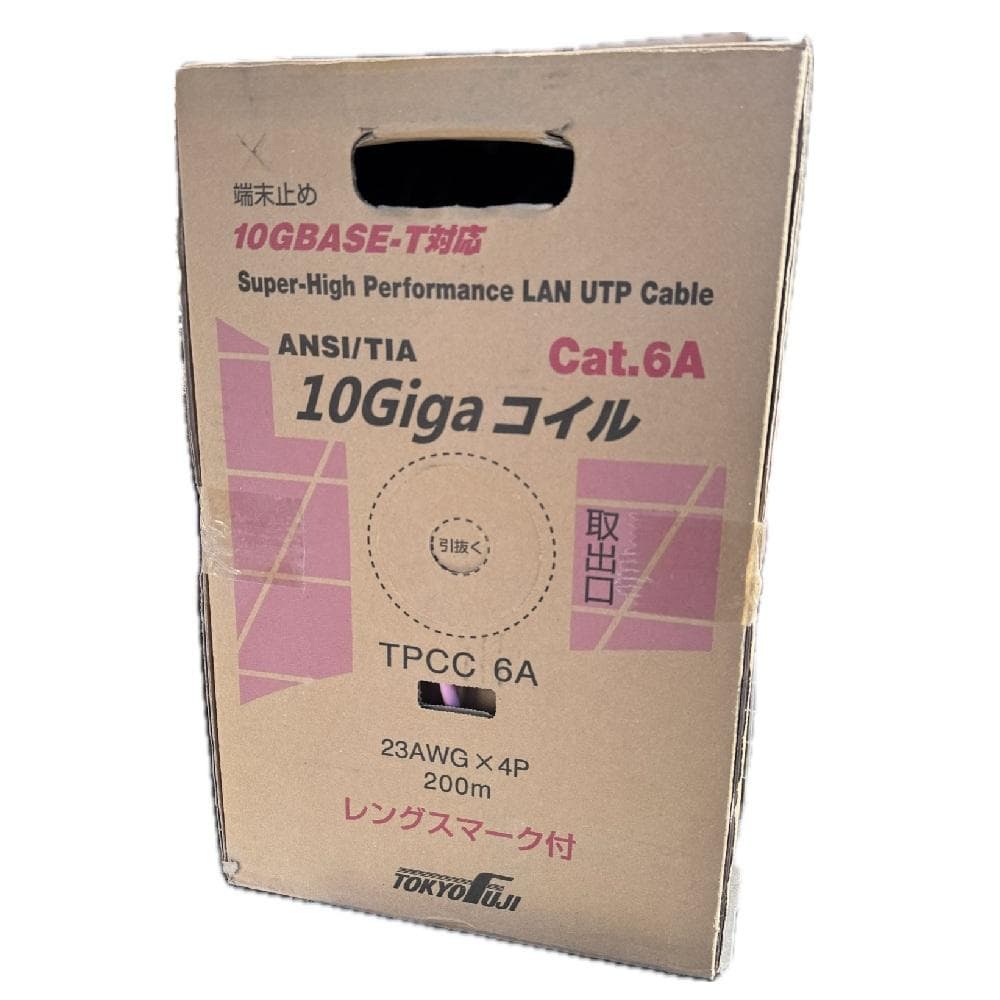 端末止め
10GBASE-T対応
Super-High Performance LAN UTP Cable
ANSI/TIA
Cat.6A
10Gigaコイル
引抜く
取出口
TPCC 6A
23AWG×4P
200m
レングスマーク付
TOKYO FUJI